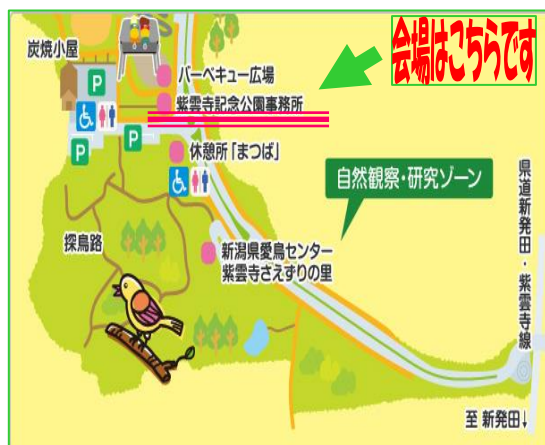 会場はこちらです
炭焼小屋
P
バーベキュー広場
紫雲寺記念公園事務所
P
P
休憩所「まつば」
自然観察・研究ゾーン
県道新発田・紫雲寺線
探鳥路
新潟県愛鳥センター
紫雲寺さえずりの里
至 新発田↓